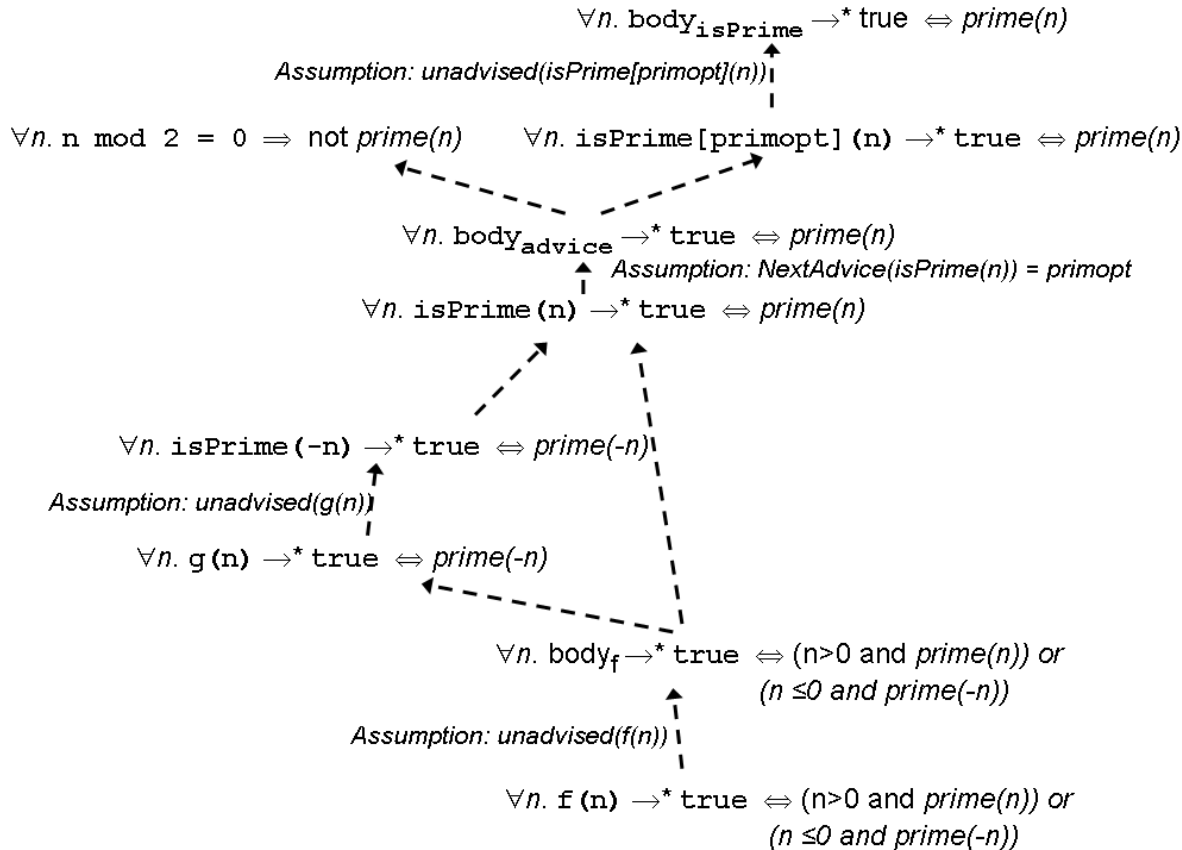 ∀n. body_isPrime →* true ⇔ prime(n)
Assumption: unadvised(isPrime[primopt](n))
∀n. n mod 2 = 0 ⇒ not prime(n)
∀n. isPrime[primopt](n) →* true ⇔ prime(n)
∀n. body_advice →* true ⇔ prime(n)
Assumption: NextAdvice(isPrime(n)) = primopt
∀n. isPrime(n) →* true ⇔ prime(n)
∀n. isPrime(-n) →* true ⇔ prime(-n)
Assumption: unadvised(g(n))
∀n. g(n) →* true ⇔ prime(-n)
∀n. body_f →* true ⇔ (n>0 and prime(n)) or
(n ≤0 and prime(-n))
Assumption: unadvised(f(n))
∀n. f(n) →* true ⇔ (n>0 and prime(n)) or
(n ≤0 and prime(-n))